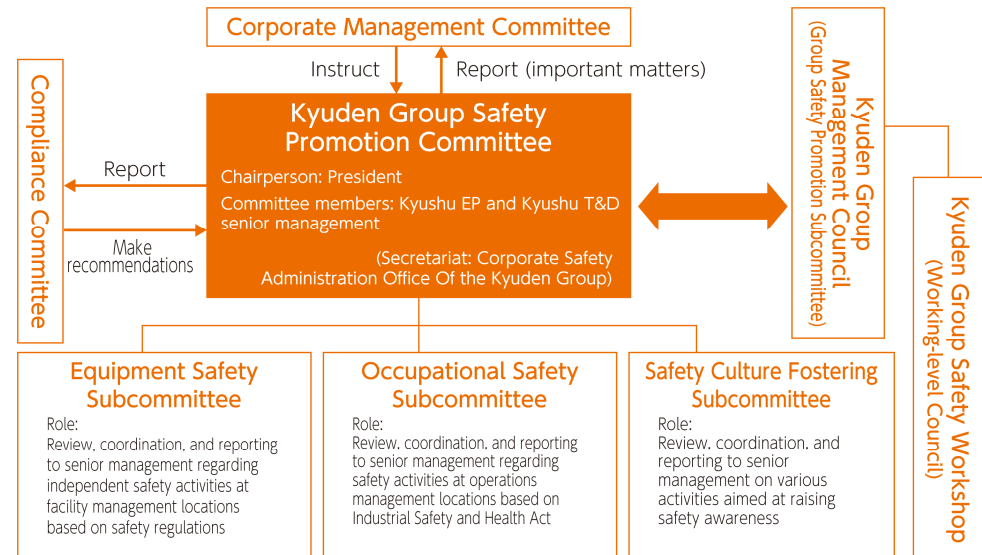 Corporate Management Committee
Instruct
Report (important matters)
Compliance Committee
Report
Make
recommendations
Kyuden Group Safety
Promotion Committee
Chairperson: President
Committee members: Kyushu EP and Kyushu T&D
senior management
(Secretariat: Corporate Safety
Administration Office Of the Kyuden Group)
Kyuden Group
Management Council
(Group Safety Promotion Subcommittee)
Kyuden Group Safety Workshop
(Working-level Council)
Equipment Safety
Subcommittee
Role:
Review, coordination, and reporting
to senior management regarding
independent safety activities at
facility management locations
based on safety regulations
Occupational Safety
Subcommittee
Role:
Review, coordination, and reporting
to senior management regarding
safety activities at operations
management locations based on
Industrial Safety and Health Act
Safety Culture Fostering
Subcommittee
Role:
Review, coordination, and
reporting to senior
management on various
activities aimed at raising
safety awareness